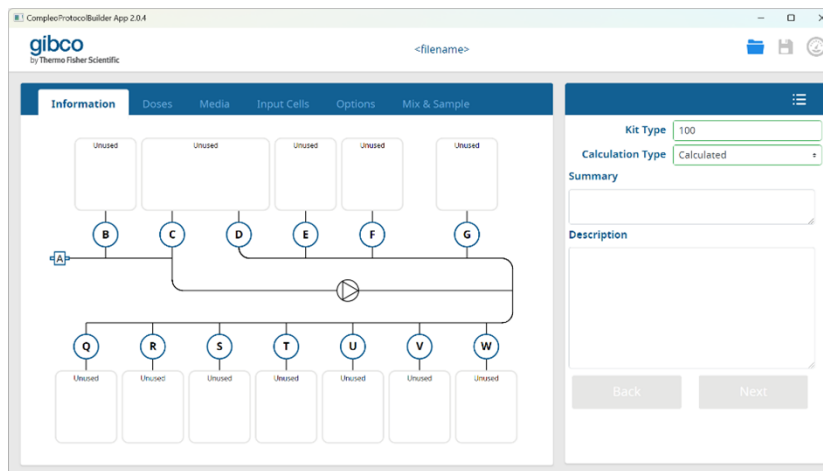 CompleoProtocolBuilder App 2.0.4
gibco
by Thermo Fisher Scientific
<filename>
Information Doses Media Input Cells Options Mix & Sample
Unused Unused Unused Unused Unused
B C D E F G
A
Q R S T U V W
Unused Unused Unused Unused Unused Unused Unused
Kit Type 100
Calculation Type Calculated
Summary
Description
Back Next